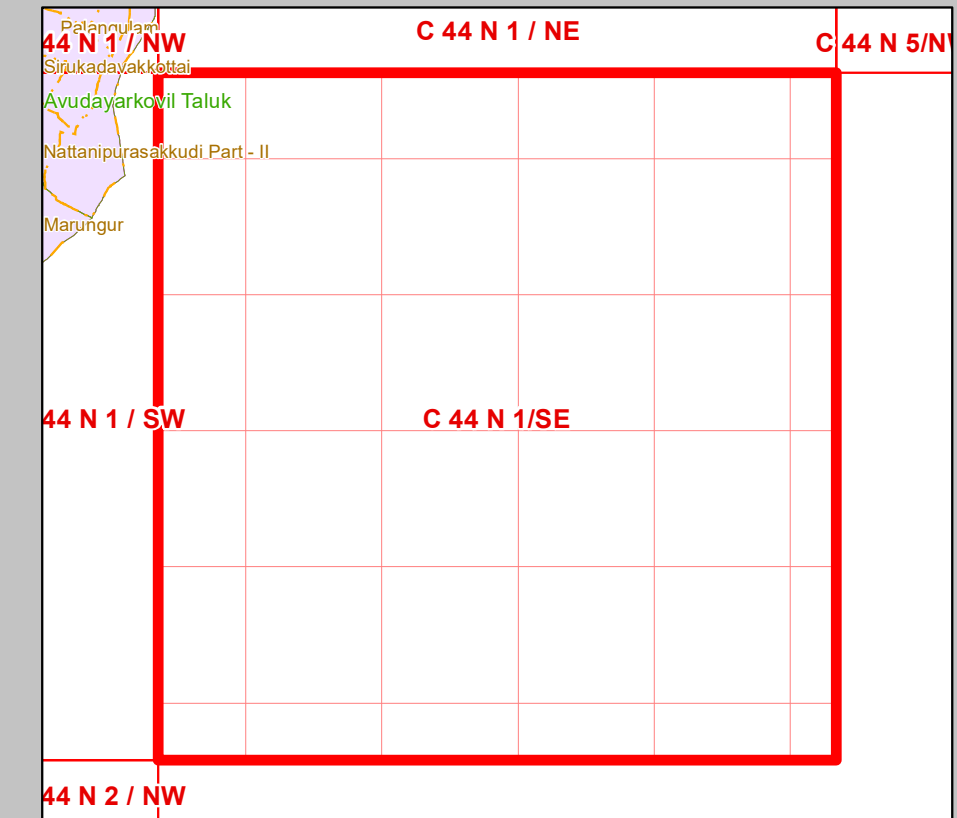 Palangulam
44 N 1 / NW
C 44 N 1 / NE
C 44 N 5/NW
Sirukadavakkottai
Avudayarkovil Taluk
Nattanipurasakkudi Part - II
Marungur
44 N 1 / SW
C 44 N 1/SE
44 N 2 / NW